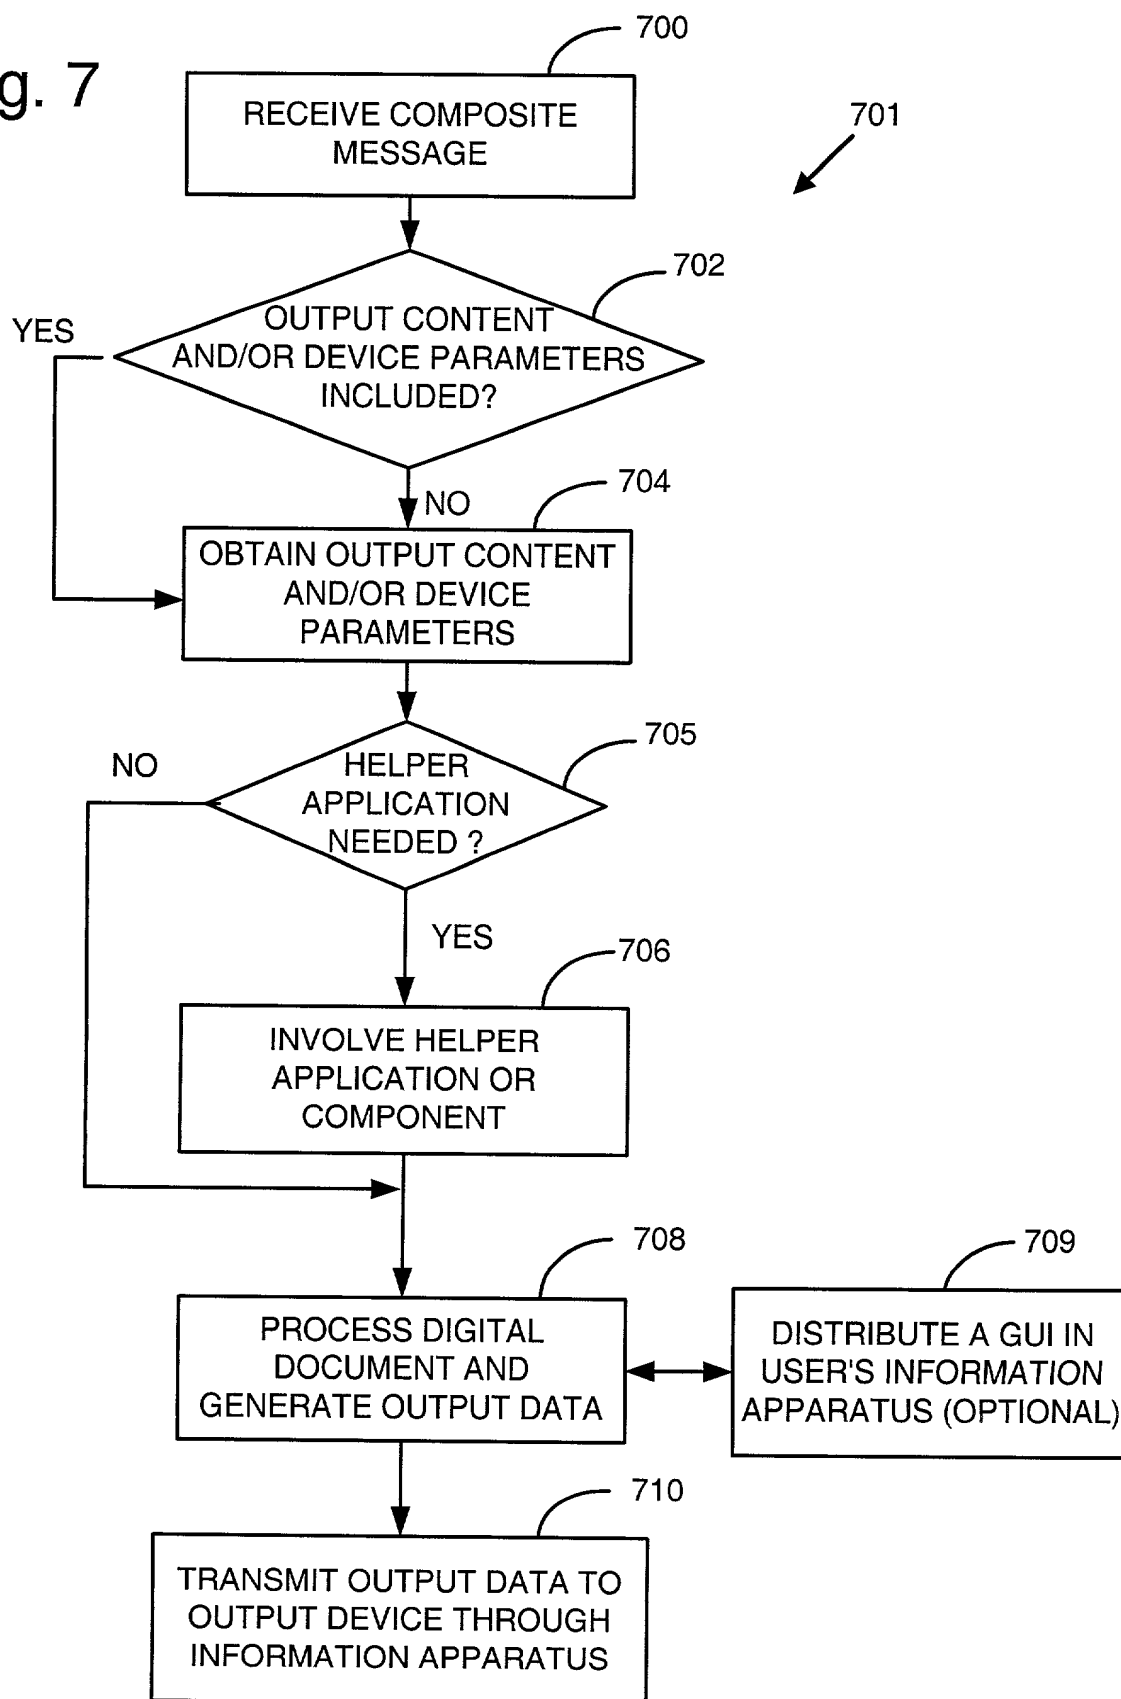 700
g. 7
RECEIVE COMPOSITE
MESSAGE
701
702
YES
OUTPUT CONTENT
AND/OR DEVICE PARAMETERS
INCLUDED?
704
NO
OBTAIN OUTPUT CONTENT
AND/OR DEVICE
PARAMETERS
705
NO
HELPER
APPLICATION
NEEDED ?
YES
706
INVOLVE HELPER
APPLICATION OR
COMPONENT
708
709
PROCESS DIGITAL
DOCUMENT AND
GENERATE OUTPUT DATA
DISTRIBUTE A GUI IN
USER'S INFORMATION
APPARATUS (OPTIONAL)
710
TRANSMIT OUTPUT DATA TO
OUTPUT DEVICE THROUGH
INFORMATION APPARATUS